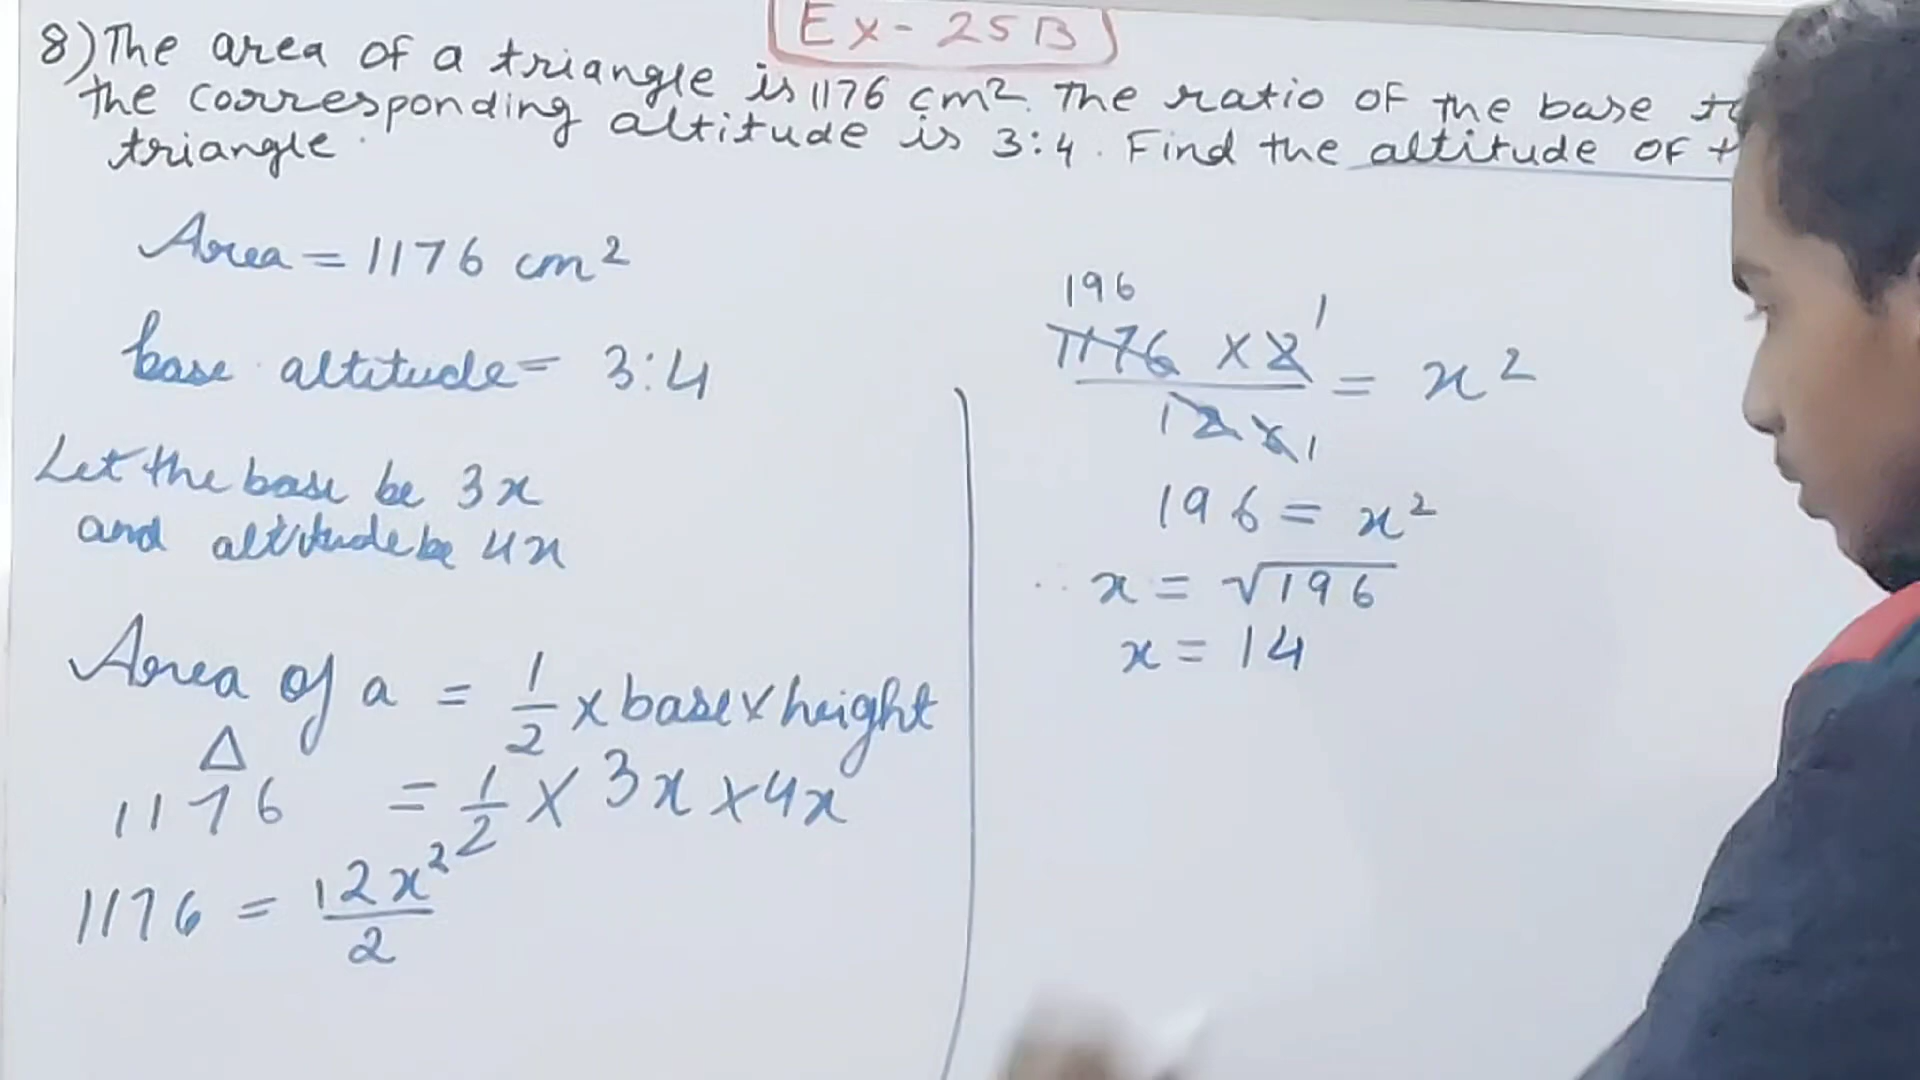 Ex- 25B
8) The area of a triangle is 1176 cm². The ratio of the base
the corresponding altitude is 3:4. Find the altitude of
triangle.
Area = 1176 cm²
base altitude = 3:4
Let the base be 3x
and altitude be 4x
Area of a = 1/2 x base x height
Δ
1176 = 1/2 x 3x x 4x
1176 = 12x²/2
196 1
1176 x 2 / 12 x 1 = x²
196 = x²
x = √196
x = 14